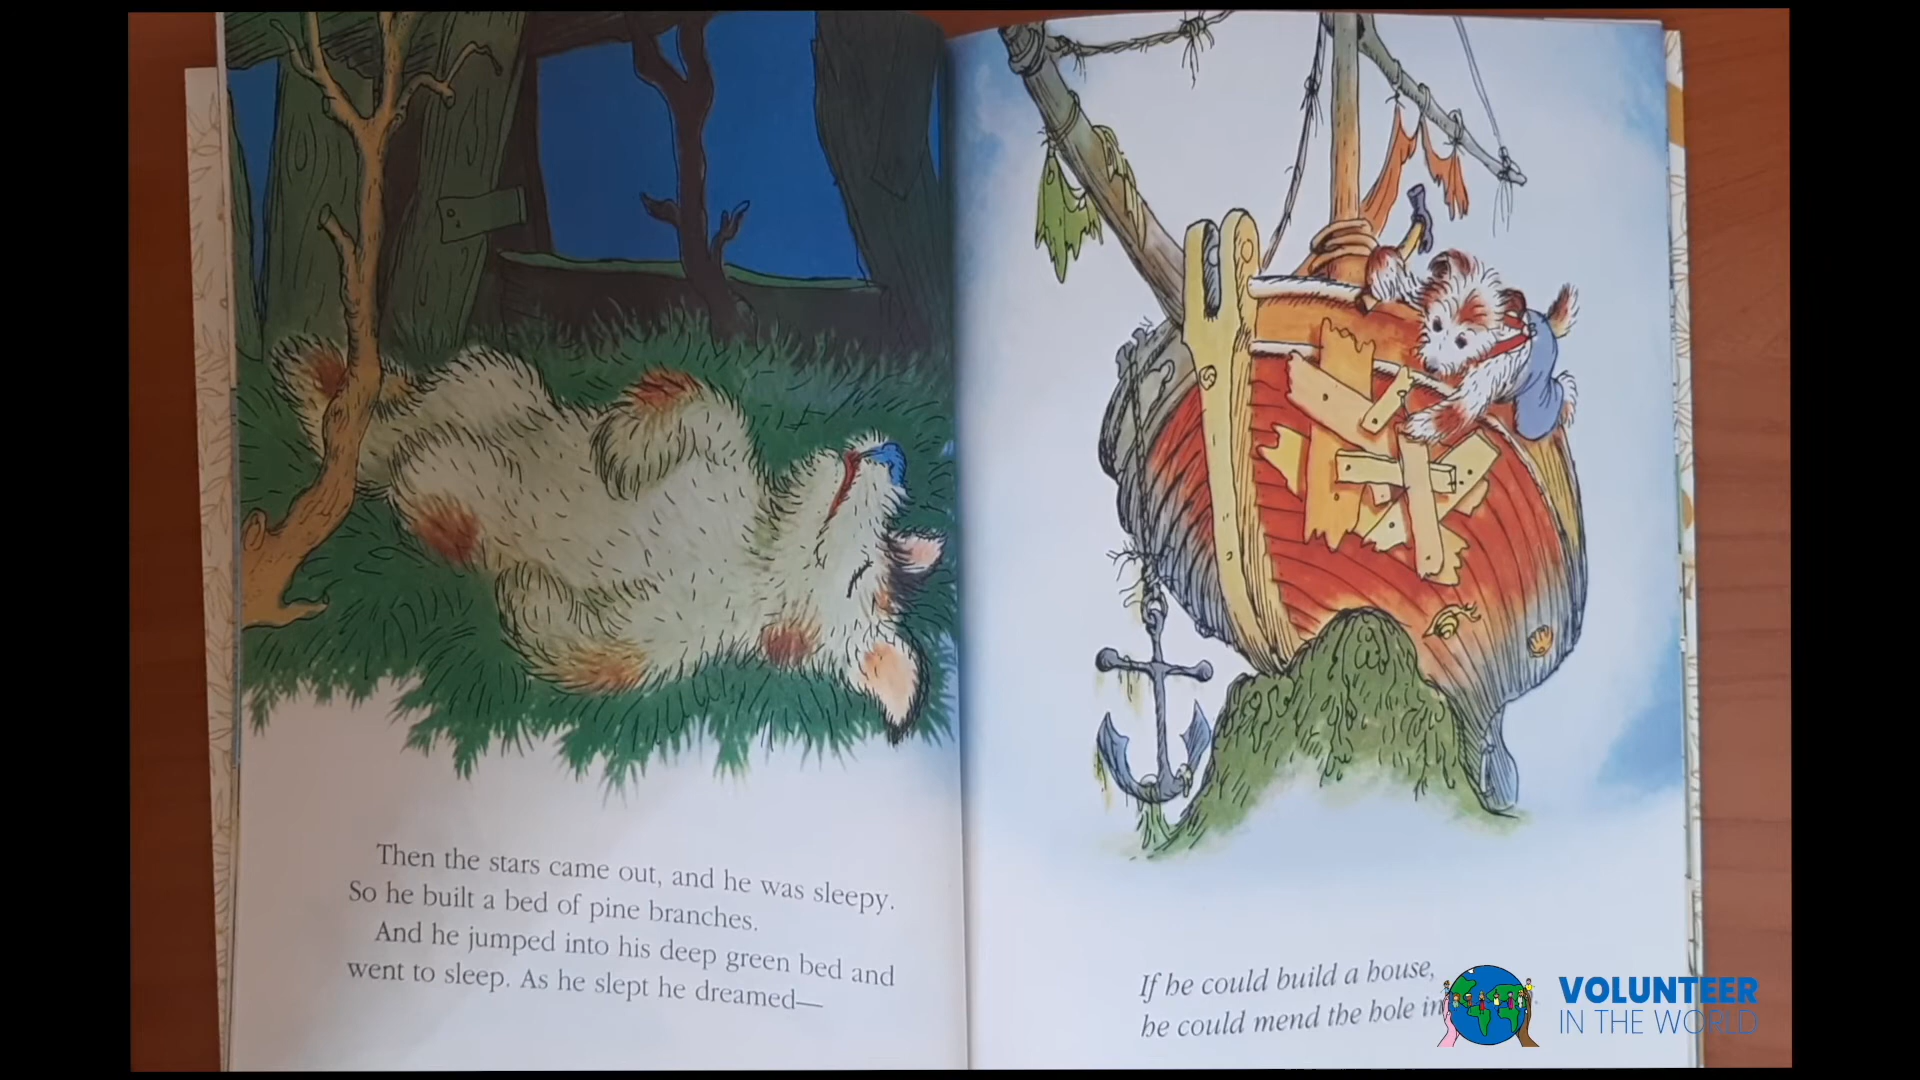 Then the stars came out, and he was sleepy.
So he built a bed of pine branches.
And he jumped into his deep green bed and
went to sleep. As he slept he dreamed—
If he could build a house,
he could mend the hole in
VOLUNTEER
IN THE WORLD